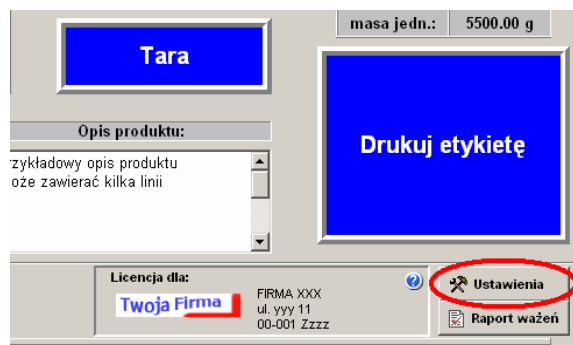 masa jedn.: 5500.00 g
Tara
Drukuj etykietę
Opis produktu:
zykładowy opis produktu
oże zawierać kilka linii
Licencja dla:
Twoja Firma
FIRMA XXX
ul. yyy 11
00-001 Zzzz
?
Ustawienia
Raport ważeń